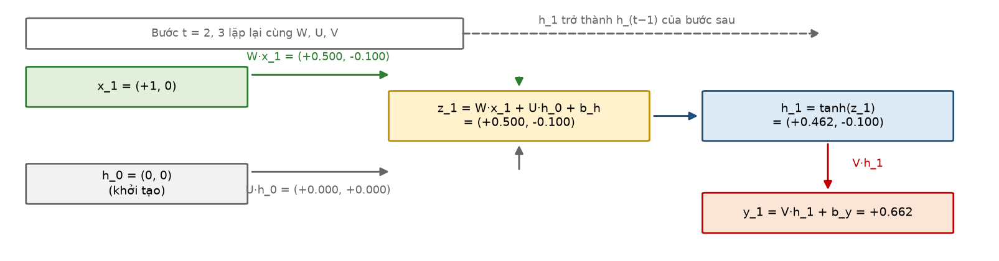 h_1 trở thành h_(t−1) của bước sau
Bước t = 2, 3 lặp lại cùng W, U, V
W·x_1 = (+0.500, -0.100)
x_1 = (+1, 0)
z_1 = W·x_1 + U·h_0 + b_h
= (+0.500, -0.100)
h_1 = tanh(z_1)
= (+0.462, -0.100)
V·h_1
h_0 = (0, 0)
(khởi tạo)
U·h_0 = (+0.000, +0.000)
y_1 = V·h_1 + b_y = +0.662